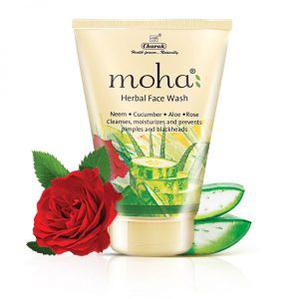 Charak
moha®
Herbal Face Wash
Neem • Cucumber • Aloe • Rose
Cleanses, moisturizes and prevents
pimples and blackheads